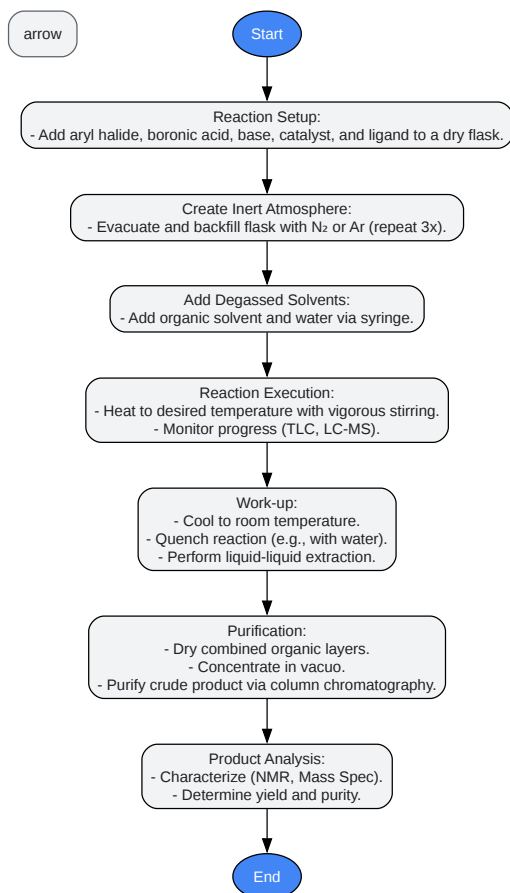 arrow
Start
Reaction Setup:
- Add aryl halide, boronic acid, base, catalyst, and ligand to a dry flask.
Create Inert Atmosphere:
- Evacuate and backfill flask with N₂ or Ar (repeat 3x).
Add Degassed Solvents:
- Add organic solvent and water via syringe.
Reaction Execution:
- Heat to desired temperature with vigorous stirring.
- Monitor progress (TLC, LC-MS).
Work-up:
- Cool to room temperature.
- Quench reaction (e.g., with water).
- Perform liquid-liquid extraction.
Purification:
- Dry combined organic layers.
- Concentrate in vacuo.
- Purify crude product via column chromatography.
Product Analysis:
- Characterize (NMR, Mass Spec).
- Determine yield and purity.
End